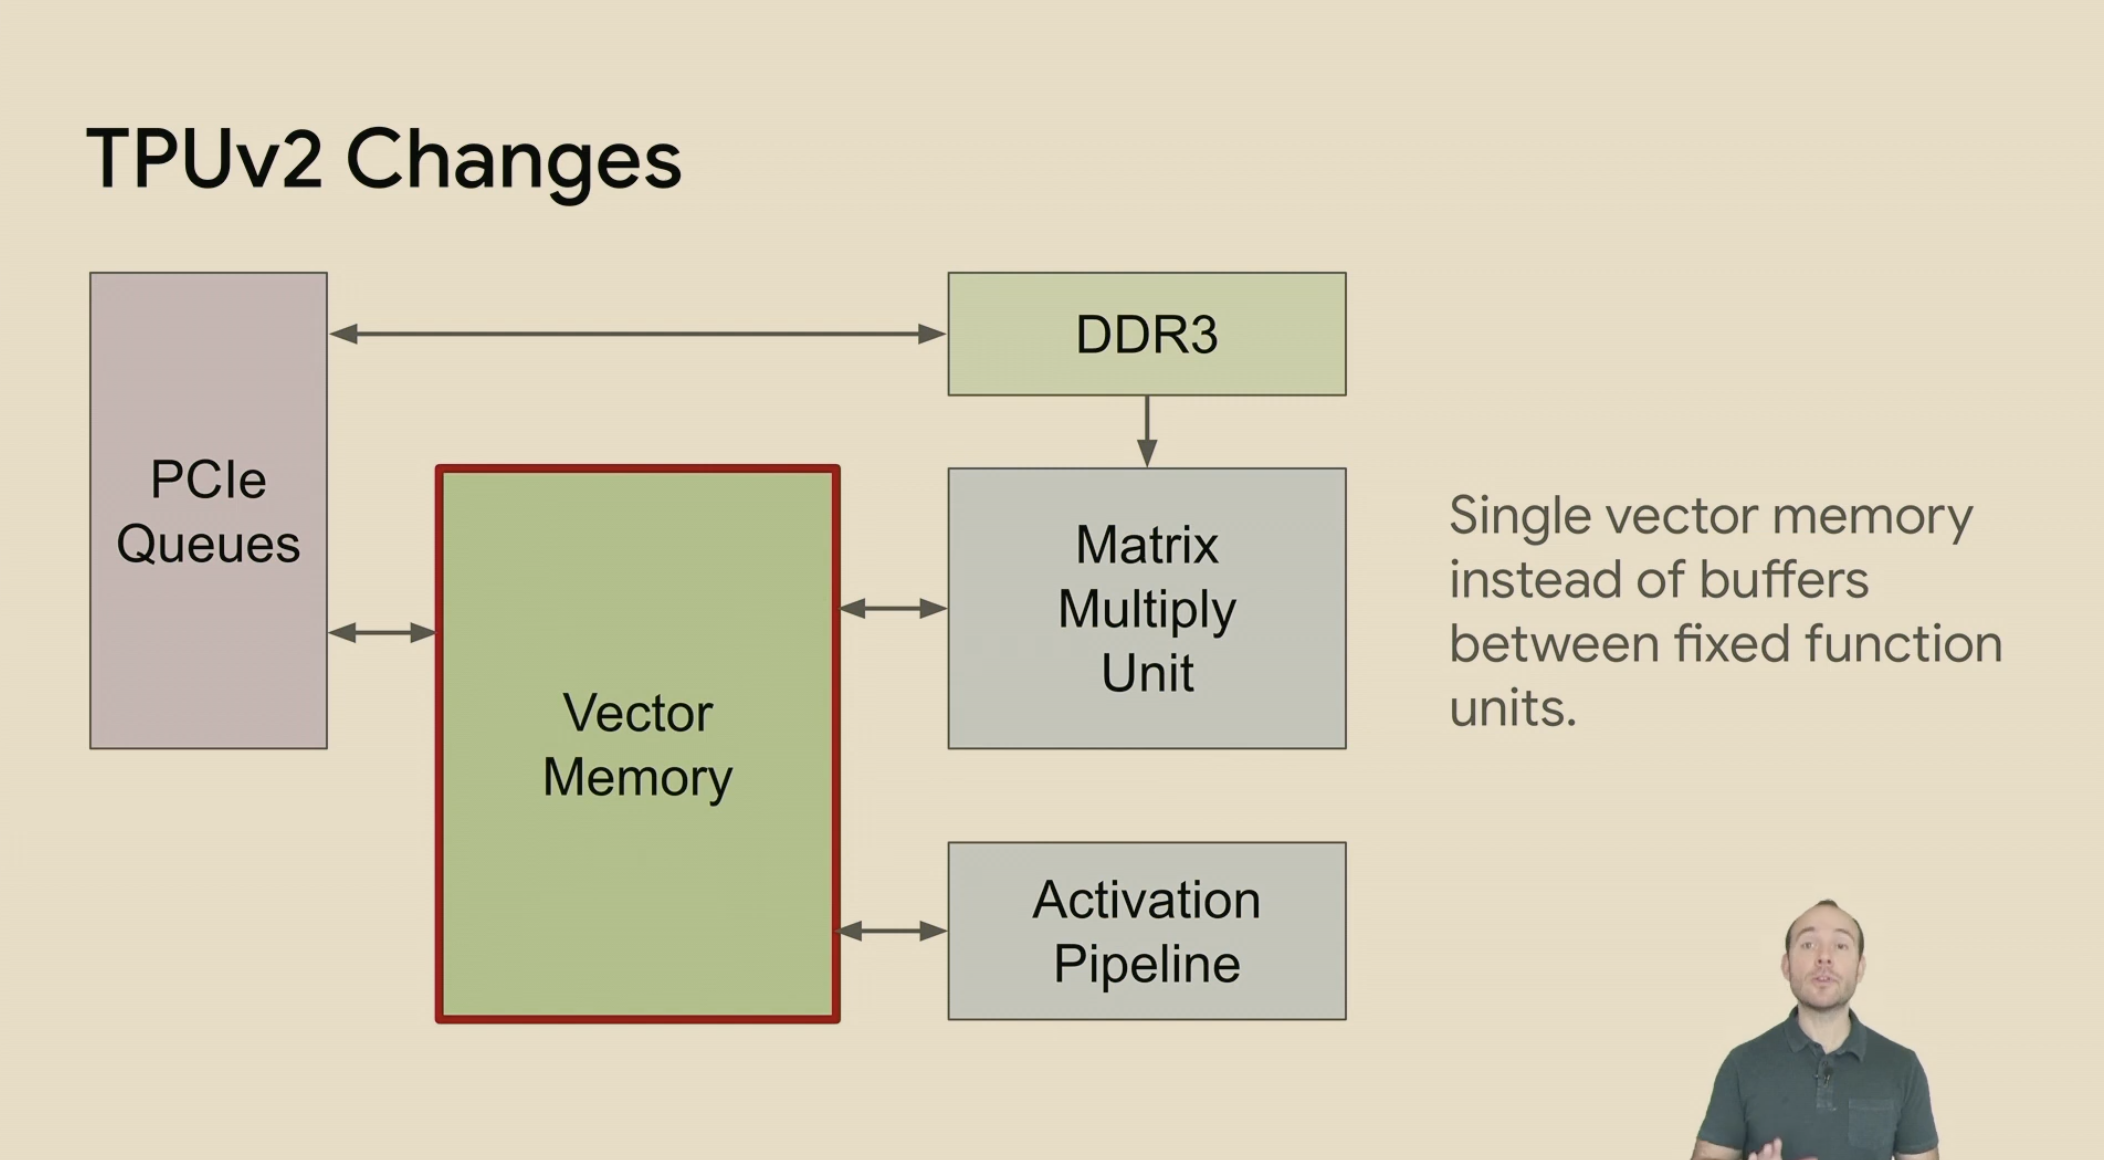 TPUv2 Changes
DDR3
PCIe
Queues
Matrix
Multiply
Unit
Vector
Memory
Activation
Pipeline
Single vector memory
instead of buffers
between fixed function
units.